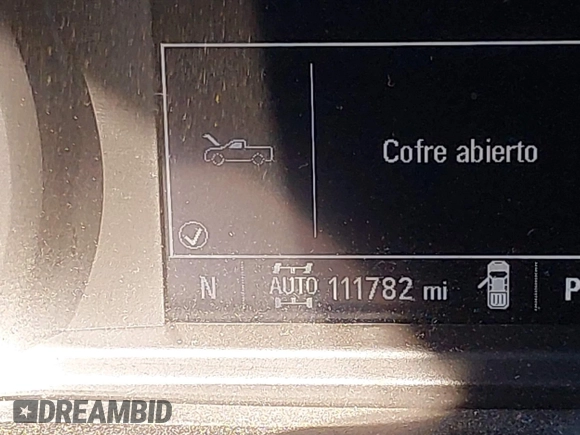 Cofre abierto
N AUTO 111782 mi P
DREAMBID